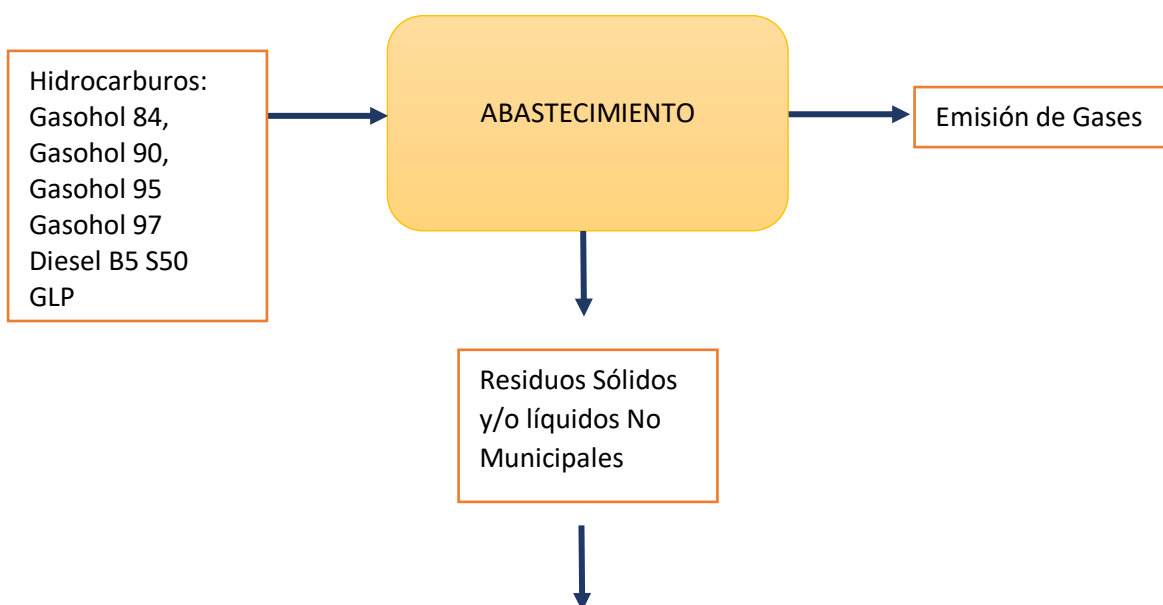 Hidrocarburos:
Gasohol 84,
Gasohol 90,
Gasohol 95
Gasohol 97
Diesel B5 S50
GLP
ABASTECIMIENTO
Emisión de Gases
Residuos Sólidos
y/o líquidos No
Municipales